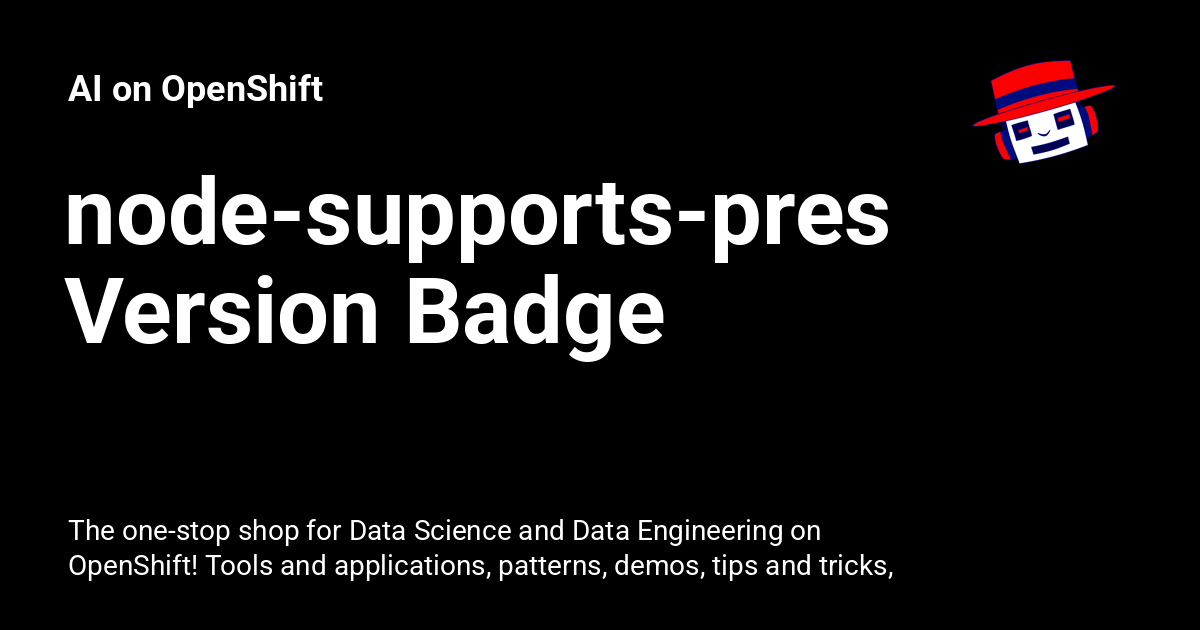 AI on OpenShift
node-supports-pres
Version Badge
The one-stop shop for Data Science and Data Engineering on
OpenShift! Tools and applications, patterns, demos, tips and tricks,